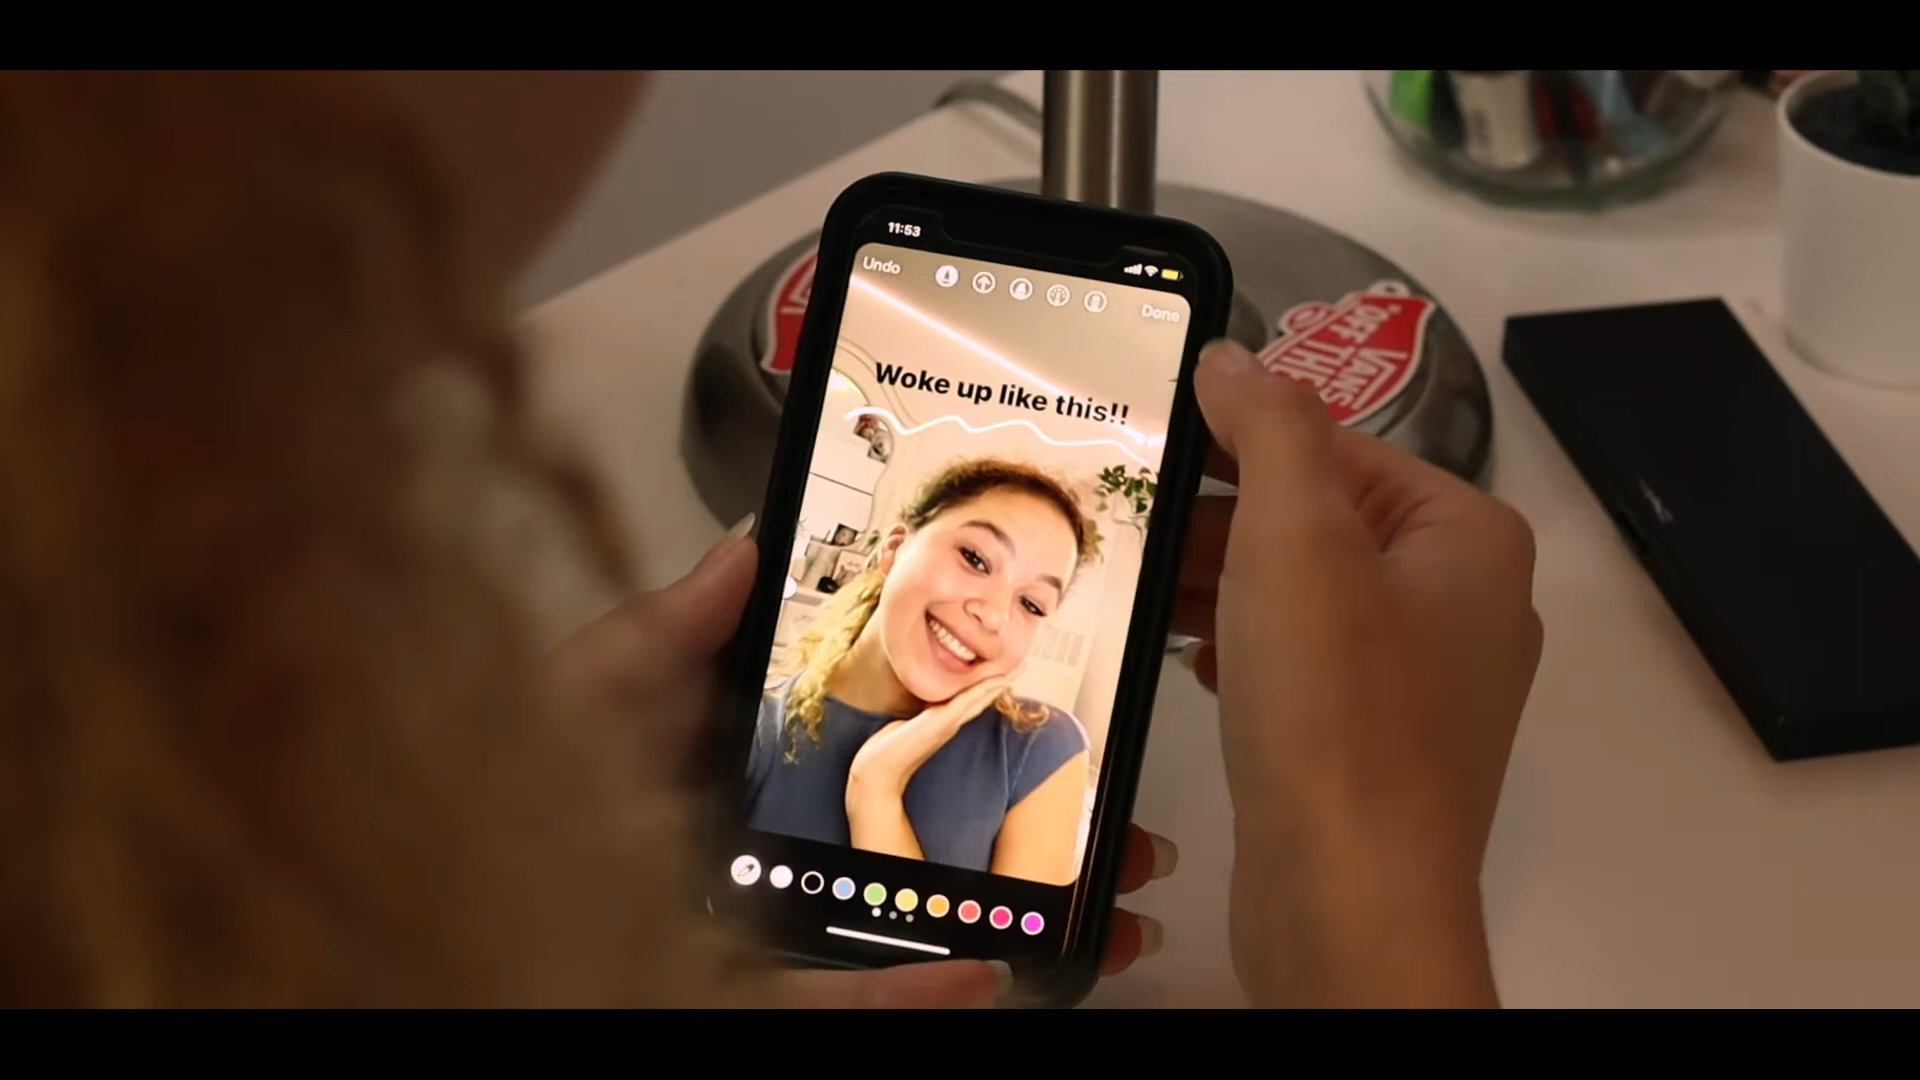 11:53
Undo
Done
Woke up like this!!
"OFF THE
VANS